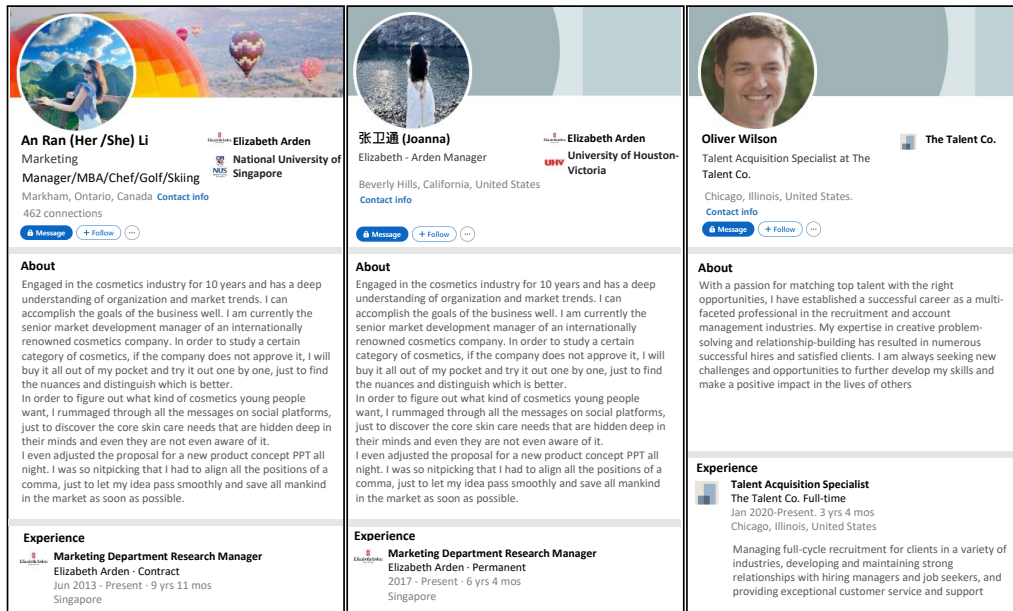 An Ran (Her /She) Li
Marketing
Manager/MBA/Chef/Golf/Skiing
Markham, Ontario, Canada Contact info
462 connections
Elizabeth Arden
Elizabeth Arden
NUS
National University of
Singapore
Message
+ Follow
About
Engaged in the cosmetics industry for 10 years and has a deep
understanding of organization and market trends. I can
accomplish the goals of the business well. I am currently the
senior market development manager of an internationally
renowned cosmetics company. In order to study a certain
category of cosmetics, if the company does not approve it, I will
buy it all out of my pocket and try it out one by one, just to find
the nuances and distinguish which is better.
In order to figure out what kind of cosmetics young people
want, I rummaged through all the messages on social platforms,
just to discover the core skin care needs that are hidden deep in
their minds and even they are not even aware of it.
I even adjusted the proposal for a new product concept PPT all
night. I was so nitpicking that I had to align all the positions of a
comma, just to let my idea pass smoothly and save all mankind
in the market as soon as possible.
Experience
Elizabeth Arden
Marketing Department Research Manager
Elizabeth Arden · Contract
Jun 2013 - Present · 9 yrs 11 mos
Singapore
张卫通 (Joanna)
Elizabeth - Arden Manager
Beverly Hills, California, United States
Contact info
Elizabeth Arden
Elizabeth Arden
UHV
University of Houston-
Victoria
Message
+ Follow
About
Engaged in the cosmetics industry for 10 years and has a deep
understanding of organization and market trends. I can
accomplish the goals of the business well. I am currently the
senior market development manager of an internationally
renowned cosmetics company. In order to study a certain
category of cosmetics, if the company does not approve it, I will
buy it all out of my pocket and try it out one by one, just to find
the nuances and distinguish which is better.
In order to figure out what kind of cosmetics young people
want, I rummaged through all the messages on social platforms,
just to discover the core skin care needs that are hidden deep in
their minds and even they are not even aware of it.
I even adjusted the proposal for a new product concept PPT all
night. I was so nitpicking that I had to align all the positions of a
comma, just to let my idea pass smoothly and save all mankind
in the market as soon as possible.
Experience
Elizabeth Arden
Marketing Department Research Manager
Elizabeth Arden · Permanent
2017 - Present · 6 yrs 4 mos
Singapore
Oliver Wilson
Talent Acquisition Specialist at The
Talent Co.
Chicago, Illinois, United States.
Contact info
The Talent Co.
Message
+ Follow
About
With a passion for matching top talent with the right
opportunities, I have established a successful career as a multi-
faceted professional in the recruitment and account
management industries. My expertise in creative problem-
solving and relationship-building has resulted in numerous
successful hires and satisfied clients. I am always seeking new
challenges and opportunities to further develop my skills and
make a positive impact in the lives of others
Experience
Talent Acquisition Specialist
The Talent Co. Full-time
Jan 2020-Present. 3 yrs 4 mos
Chicago, Illinois, United States
Managing full-cycle recruitment for clients in a variety of
industries, developing and maintaining strong
relationships with hiring managers and job seekers, and
providing exceptional customer service and support